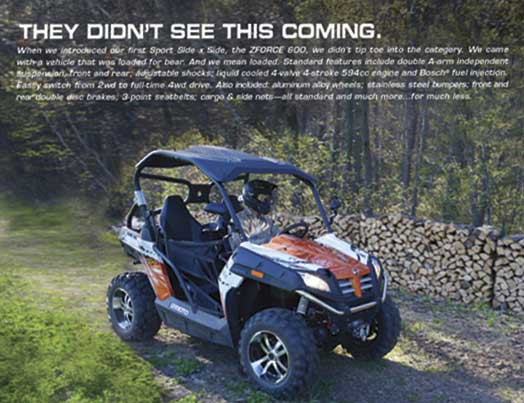 THEY DIDN'T SEE THIS COMING.
When we introduced our first Sport Side x Side, the ZFORCE 600, we didn't tip toe into the category. We came
with a vehicle that was loaded for bear. And we mean loaded. Standard features include double A-arm independent
suspension, front and rear; adjustable shocks; liquid cooled 4-valve 4-stroke 594cc engine and Bosch® fuel injection.
Easily switch from 2wd to full-time 4wd drive. Also included: aluminum alloy wheels; stainless steel bumpers; front and
rear double disc brakes; 3-point seatbelts; cargo & side nets—all standard and much more...for much less.